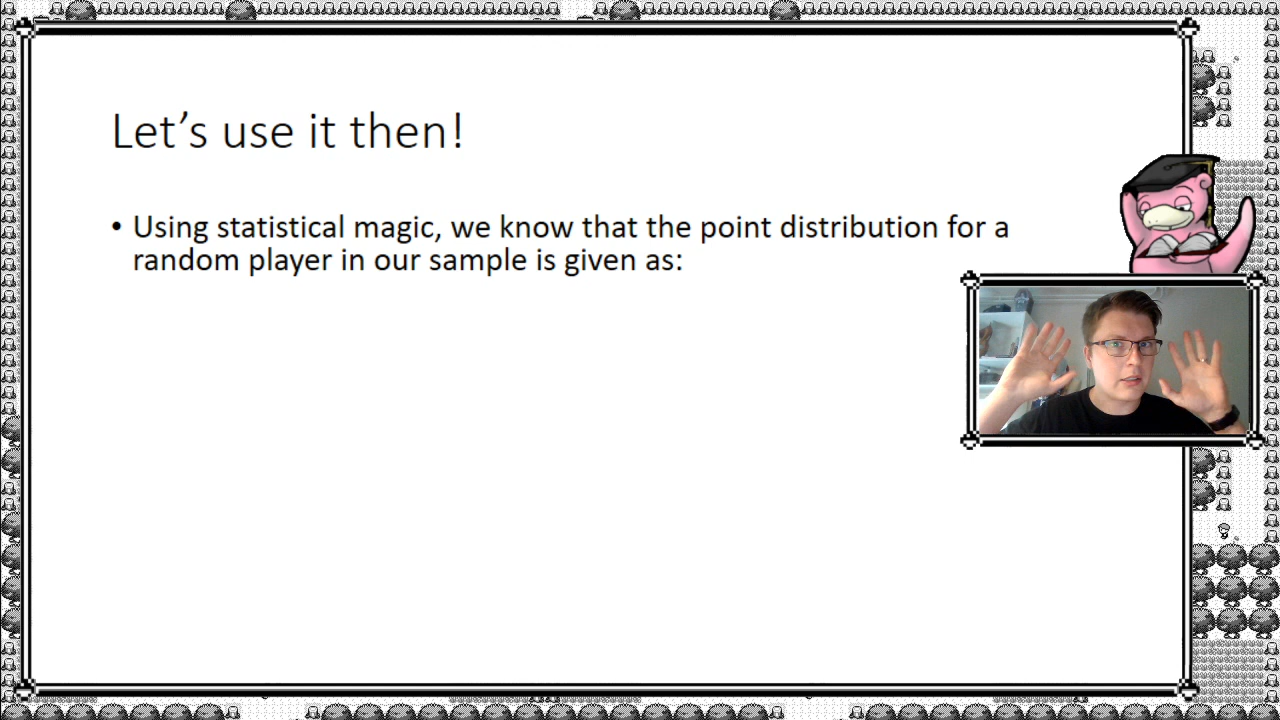 Let’s use it then!
• Using statistical magic, we know that the point distribution for a
random player in our sample is given as: